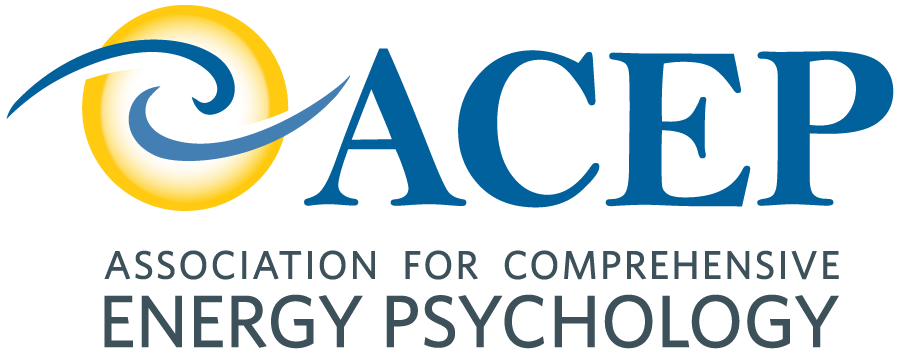 ACEP
ASSOCIATION FOR COMPREHENSIVE
ENERGY PSYCHOLOGY